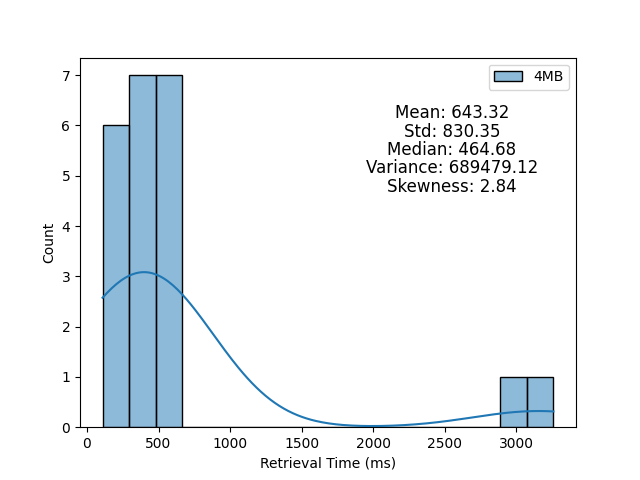 4MB
Mean: 643.32
Std: 830.35
Median: 464.68
Variance: 689479.12
Skewness: 2.84
Count
7
6
5
4
3
2
1
0
0 500 1000 1500 2000 2500 3000
Retrieval Time (ms)